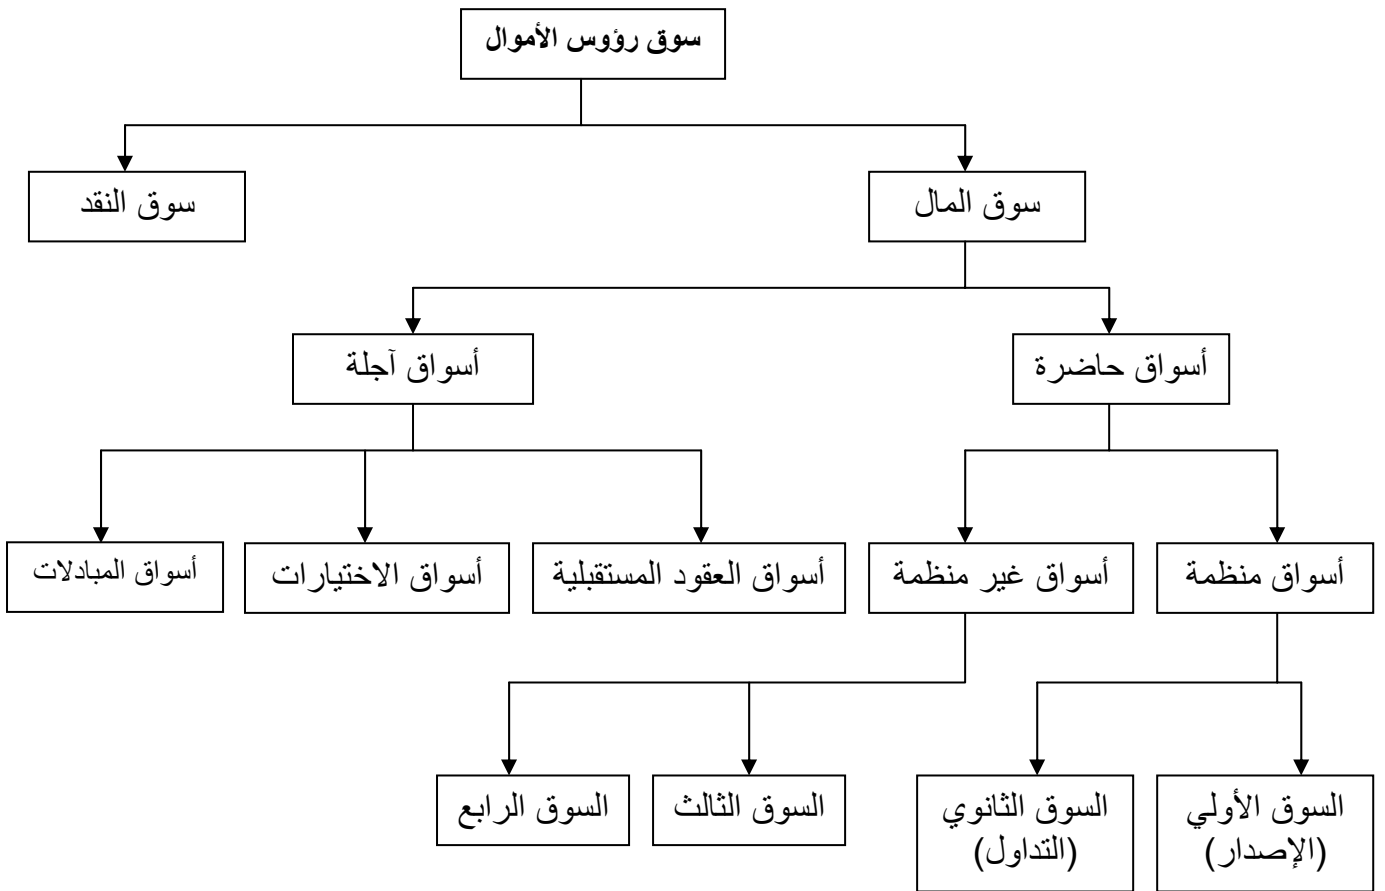 سوق رؤوس الأموال
سوق المال
سوق النقد
أسواق حاضرة
أسواق آجلة
أسواق منظمة
أسواق غير منظمة
أسواق العقود المستقبلية
أسواق الاختيارات
أسواق المبادلات
السوق الأولي
(الإصدار)
السوق الثانوي
(التداول)
السوق الثالث
السوق الرابع